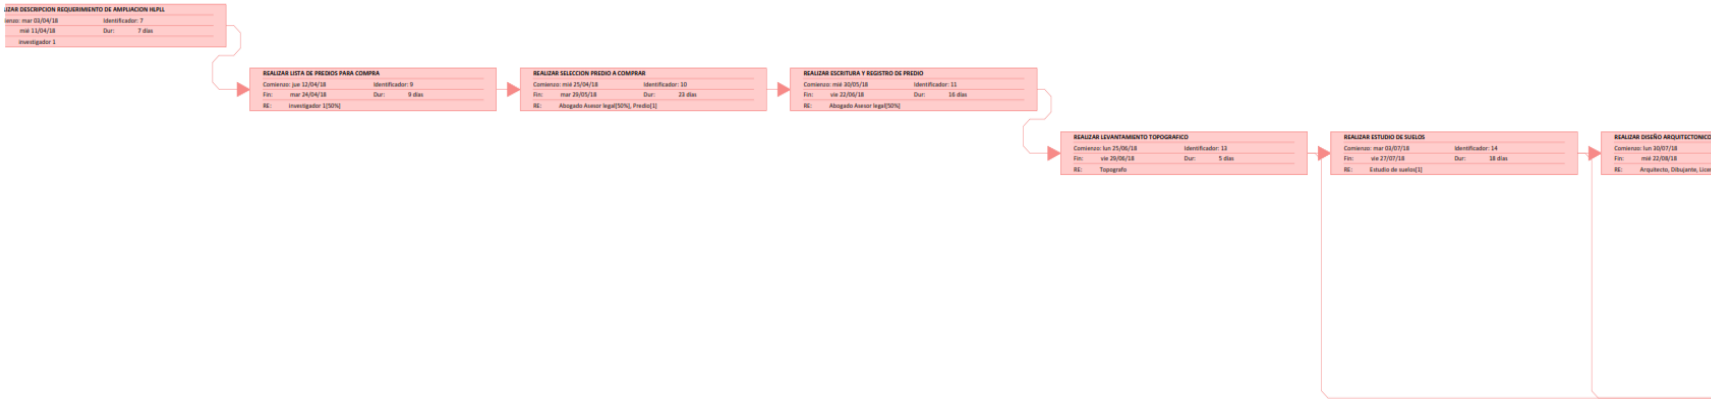 IZAR DESCRIPCION REQUERIMIENTO DE AMPLIACION HLPLL
enzo: mar 03/04/18 Identificador: 7
mié 11/04/18 Dur: 7 días
investigador 1
REALIZAR LISTA DE PREDIOS PARA COMPRA
Comienzo: jue 12/04/18 Identificador: 9
Fin: mar 24/04/18 Dur: 9 días
RE: investigador 1[50%]
REALIZAR SELECCION PREDIO A COMPRAR
Comienzo: mié 25/04/18 Identificador: 10
Fin: mar 29/05/18 Dur: 23 días
RE: Abogado Asesor legal[50%], Predio[1]
REALIZAR ESCRITURA Y REGISTRO DE PREDIO
Comienzo: mié 30/05/18 Identificador: 11
Fin: vie 22/06/18 Dur: 16 días
RE: Abogado Asesor legal[50%]
REALIZAR LEVANTAMIENTO TOPOGRAFICO
Comienzo: lun 25/06/18 Identificador: 13
Fin: vie 29/06/18 Dur: 5 días
RE: Topografo
REALIZAR ESTUDIO DE SUELOS
Comienzo: mar 03/07/18 Identificador: 14
Fin: vie 27/07/18 Dur: 18 días
RE: Estudio de suelos[1]
REALIZAR DISEÑO ARQUITECTONICO
Comienzo: lun 30/07/18
Fin: mié 22/08/18
RE: Arquitecto, Dibujante, Lice